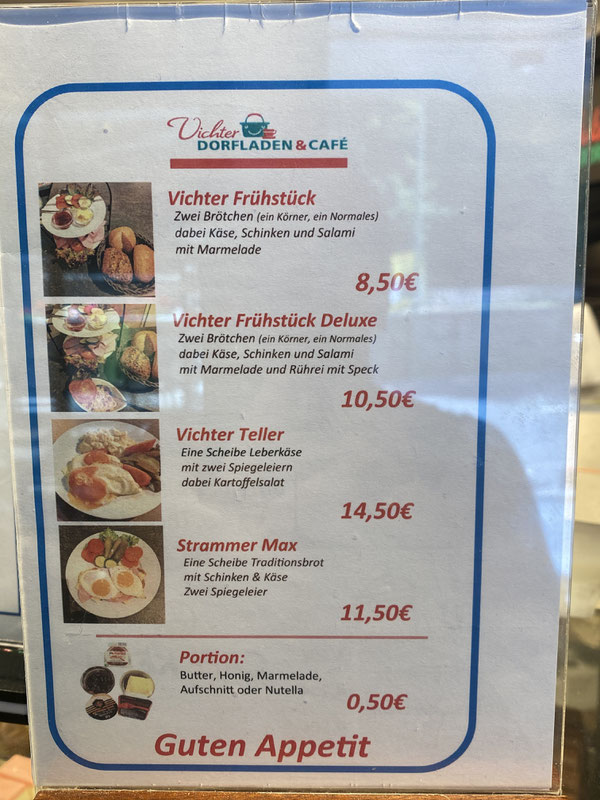 Vichter
DORFLADEN & CAFÉ
Vichter Frühstück
Zwei Brötchen (ein Körner, ein Normales)
dabei Käse, Schinken und Salami
mit Marmelade
8,50€
Vichter Frühstück Deluxe
Zwei Brötchen (ein Körner, ein Normales)
dabei Käse, Schinken und Salami
mit Marmelade und Rührei mit Speck
10,50€
Vichter Teller
Eine Scheibe Leberkäse
mit zwei Spiegeleiern
dabei Kartoffelsalat
14,50€
Strammer Max
Eine Scheibe Traditionsbrot
mit Schinken & Käse
Zwei Spiegeleier
11,50€
Portion:
Butter, Honig, Marmelade,
Aufschnitt oder Nutella
0,50€
Guten Appetit